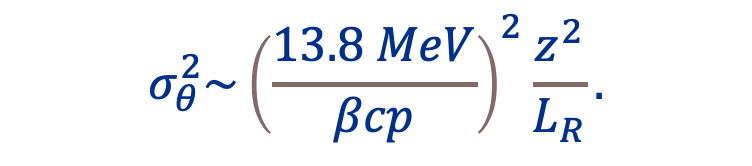 σ_θ^2 ~ (13.8 MeV / βcp)^2 z^2 / L_R .